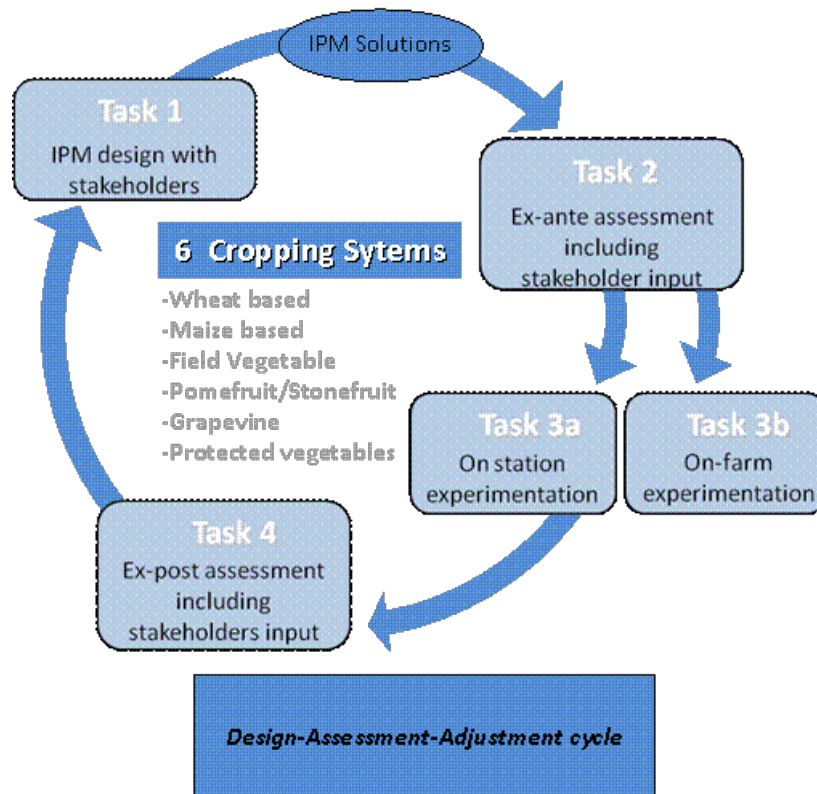 IPM Solutions
Task 1
IPM design with
stakeholders
Task 2
Ex-ante assessment
including
stakeholder input
6 Cropping Sytems
-Wheat based
-Maize based
-Field Vegetable
-Pomefruit/Stonefruit
-Grapevine
-Protected vegetables
Task 3a
On station
experimentation
Task 3b
On-farm
experimentation
Task 4
Ex-post assessment
including
stakeholders input
Design-Assessment-Adjustment cycle